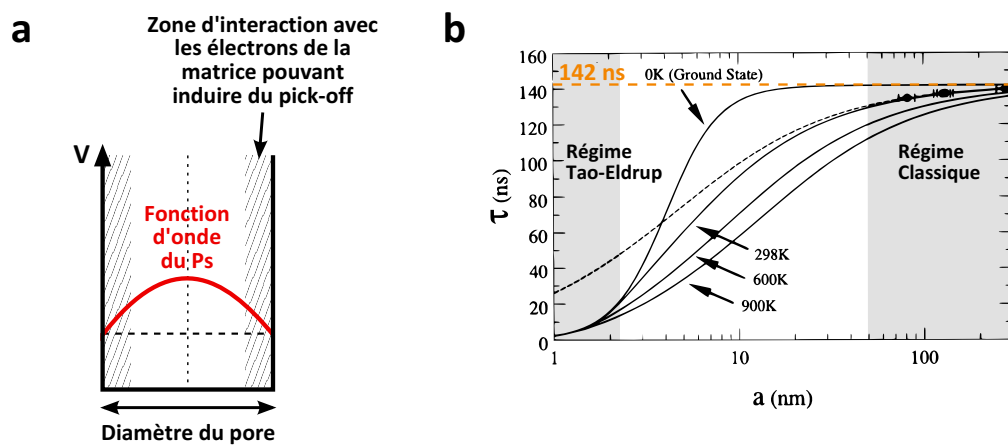 a
Zone d'interaction avec
les électrons de la
matrice pouvant
induire du pick-off
V
Fonction
d'onde
du Ps
Diamètre du pore
b
160
140
120
100
80
60
40
20
0
τ (ns)
142 ns
0K (Ground State)
Régime
Tao-Eldrup
Régime
Classique
298K
600K
900K
1
10
100
a (nm)